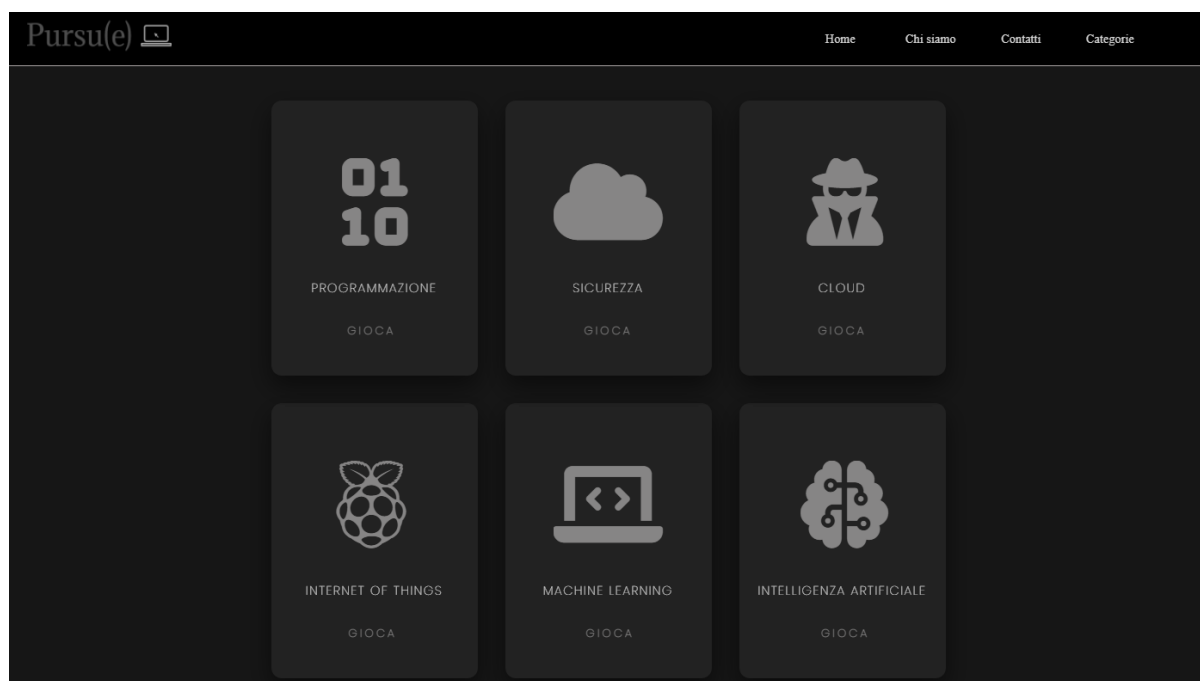 Pursu(e)
Home Chi siamo Contatti Categorie
01
10
PROGRAMMAZIONE
GIOCA
SICUREZZA
GIOCA
CLOUD
GIOCA
INTERNET OF THINGS
GIOCA
MACHINE LEARNING
GIOCA
INTELLIGENZA ARTIFICIALE
GIOCA